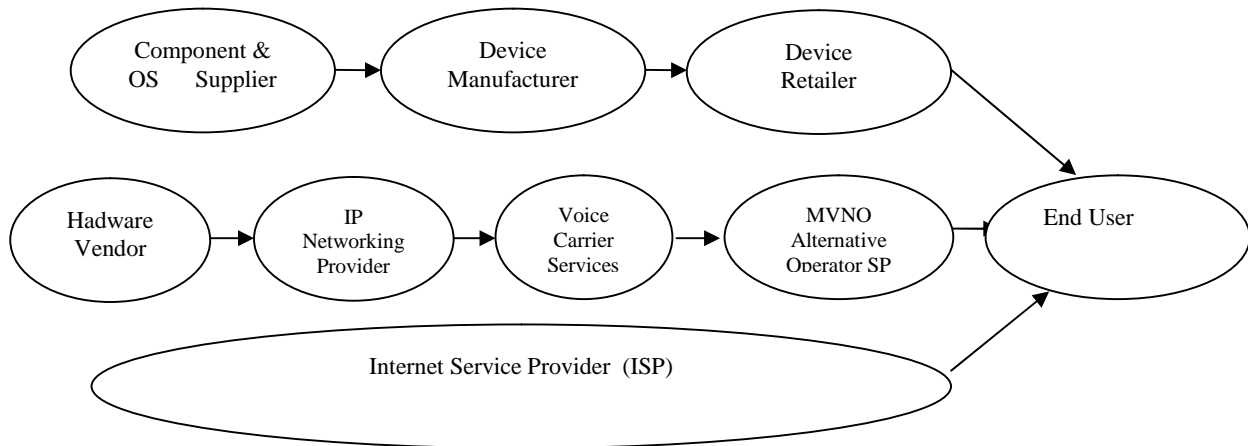 Component &
OS Supplier
Device
Manufacturer
Device
Retailer
Hadware
Vendor
IP
Networking
Provider
Voice
Carrier
Services
MVNO
Alternative
Operator SP
End User
Internet Service Provider (ISP)